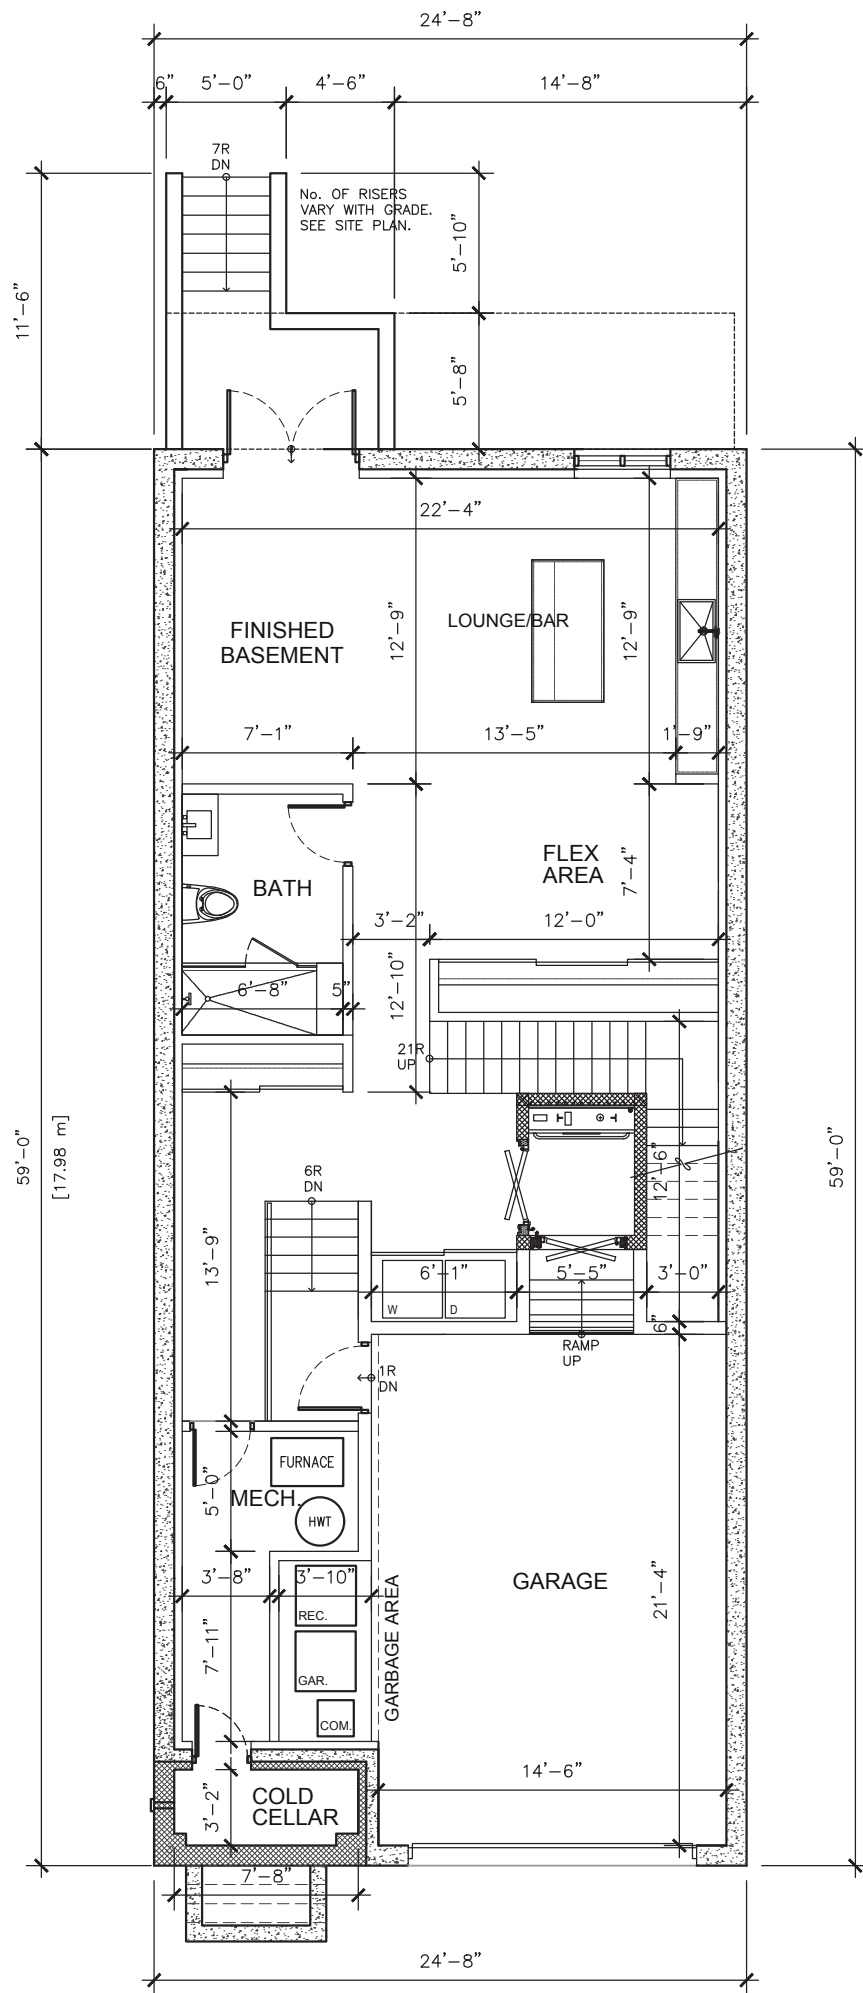 24'-8"
6"
5'-0"
4'-6"
14'-8"
7R
DN
No. OF RISERS
VARY WITH GRADE.
SEE SITE PLAN.
5'-10"
11'-6"
5'-8"
22'-4"
FINISHED
BASEMENT
12'-9"
LOUNGE/BAR
12'-9"
7'-1"
13'-5"
1'-9"
BATH
FLEX
AREA
7'-4"
3'-2"
12'-0"
6'-8"
5"
12'-10"
21R
UP
59'-0"
[17.98 m]
59'-0"
6R
DN
12'-6"
13'-9"
6'-1"
5'-5"
3'-0"
W
D
6"
RAMP
UP
1R
DN
FURNACE
5'-0"
MECH.
HWT
3'-8"
3'-10"
GARAGE
21'-4"
REC.
GARBAGE AREA
7'-11"
GAR.
COM.
14'-6"
COLD
CELLAR
3'-2"
7'-8"
24'-8"